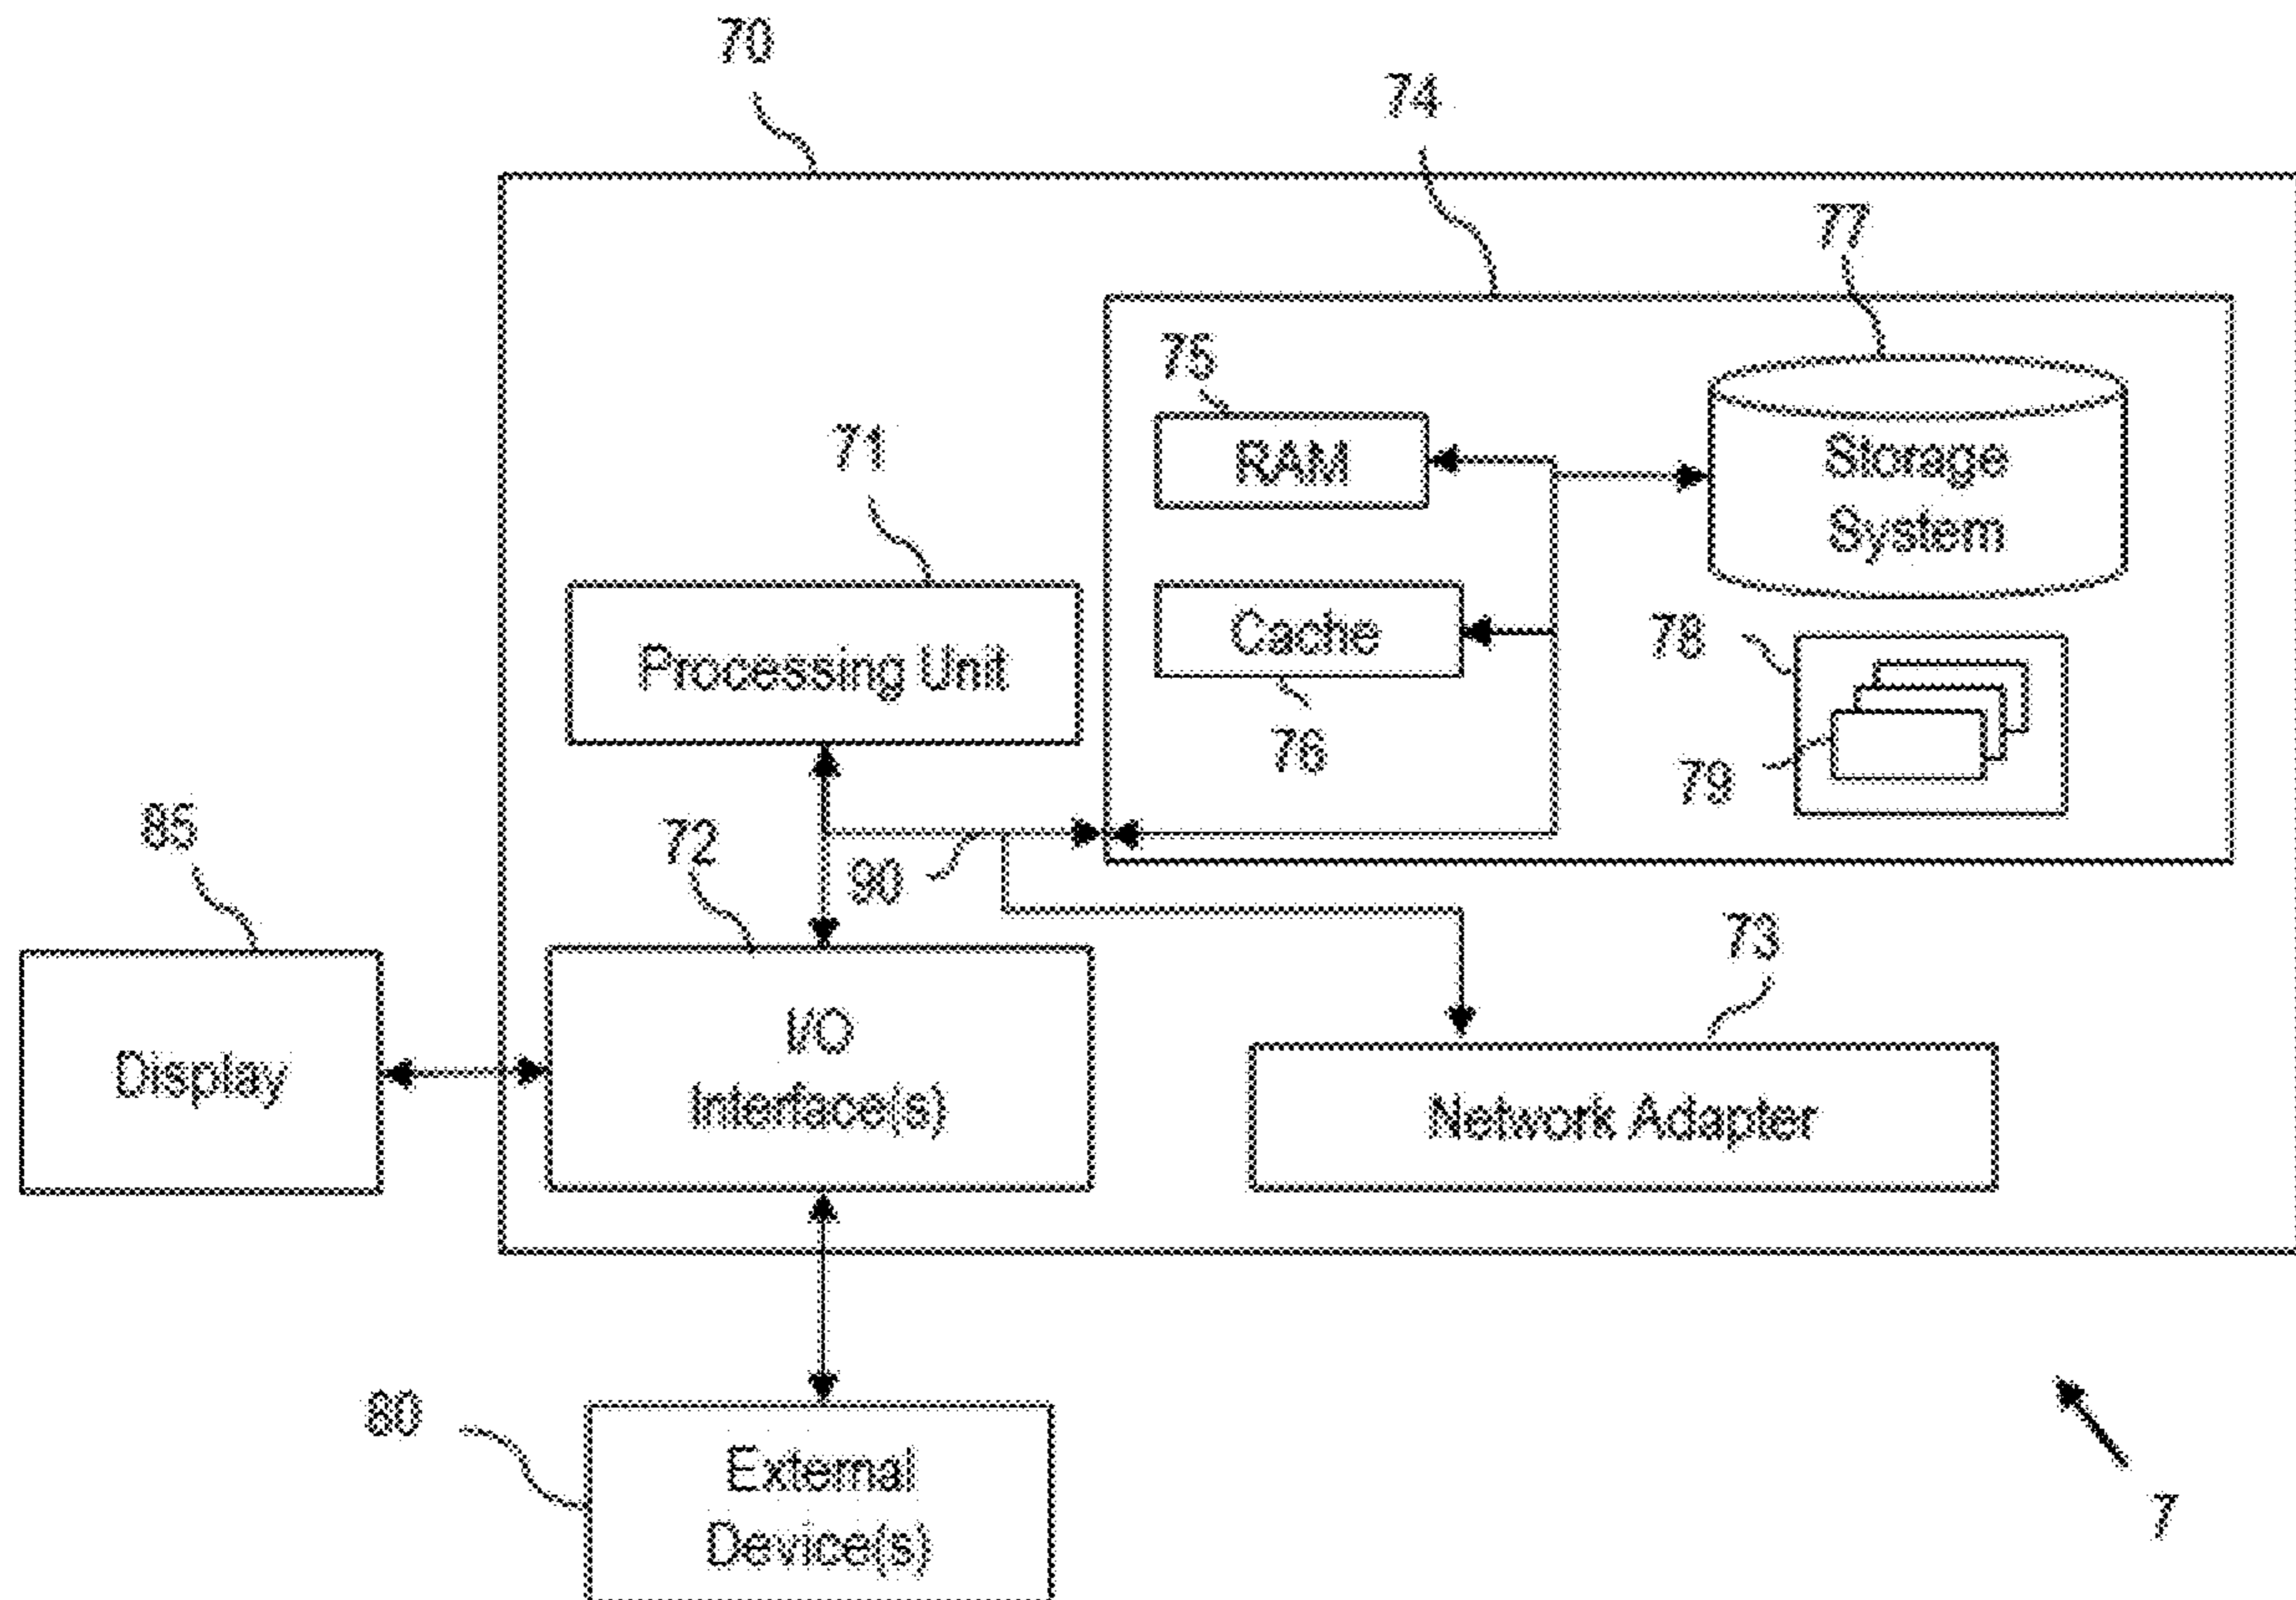 70
74
77
75
RAM
Storage
System
71
Processing Unit
Cache
76
78
79
85
72
90
73
Display
I/O
Interface(s)
Network Adapter
80
External
Device(s)
7